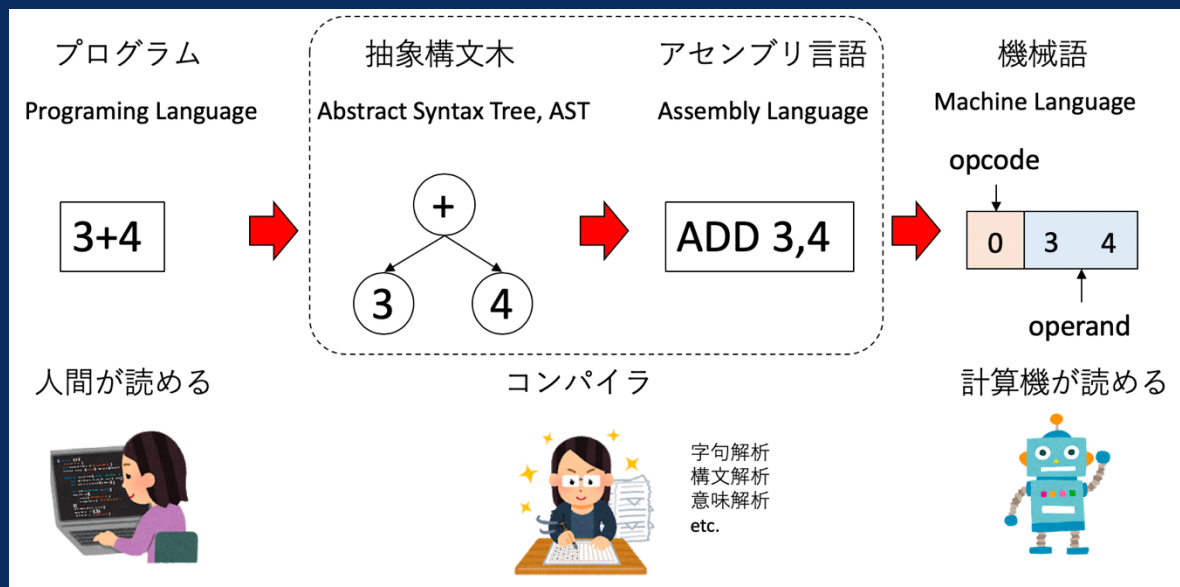 プログラム
Programing Language
3+4
人間が読める
抽象構文木
Abstract Syntax Tree, AST
+
3
4
アセンブリ言語
Assembly Language
ADD 3,4
コンパイラ
字句解析
構文解析
意味解析
etc.
機械語
Machine Language
opcode
0 3 4
operand
計算機が読める